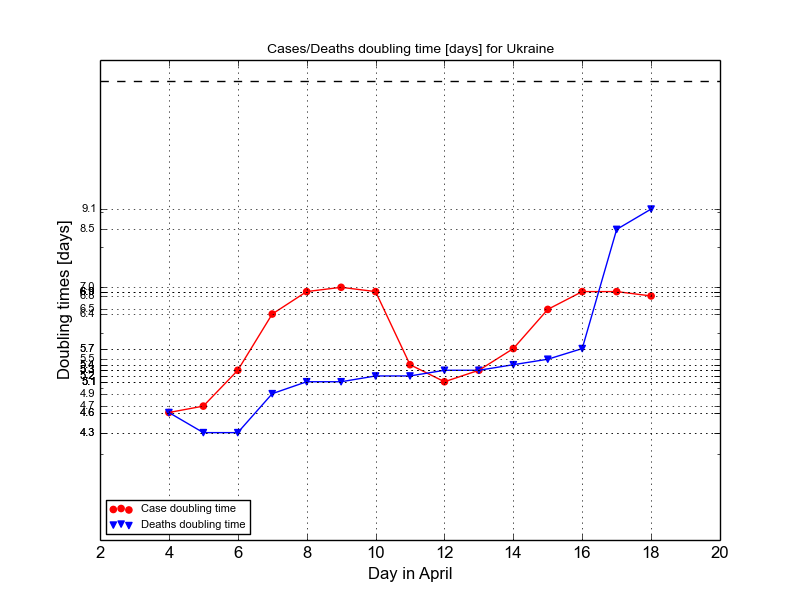 Cases/Deaths doubling time [days] for Ukraine
Doubling times [days]
9.1
8.5
7.0
6.9
6.8
6.5
6.4
5.7
5.5
5.4
5.3
5.2
5.1
4.9
4.7
4.6
4.3
Case doubling time
Deaths doubling time
2 4 6 8 10 12 14 16 18 20
Day in April